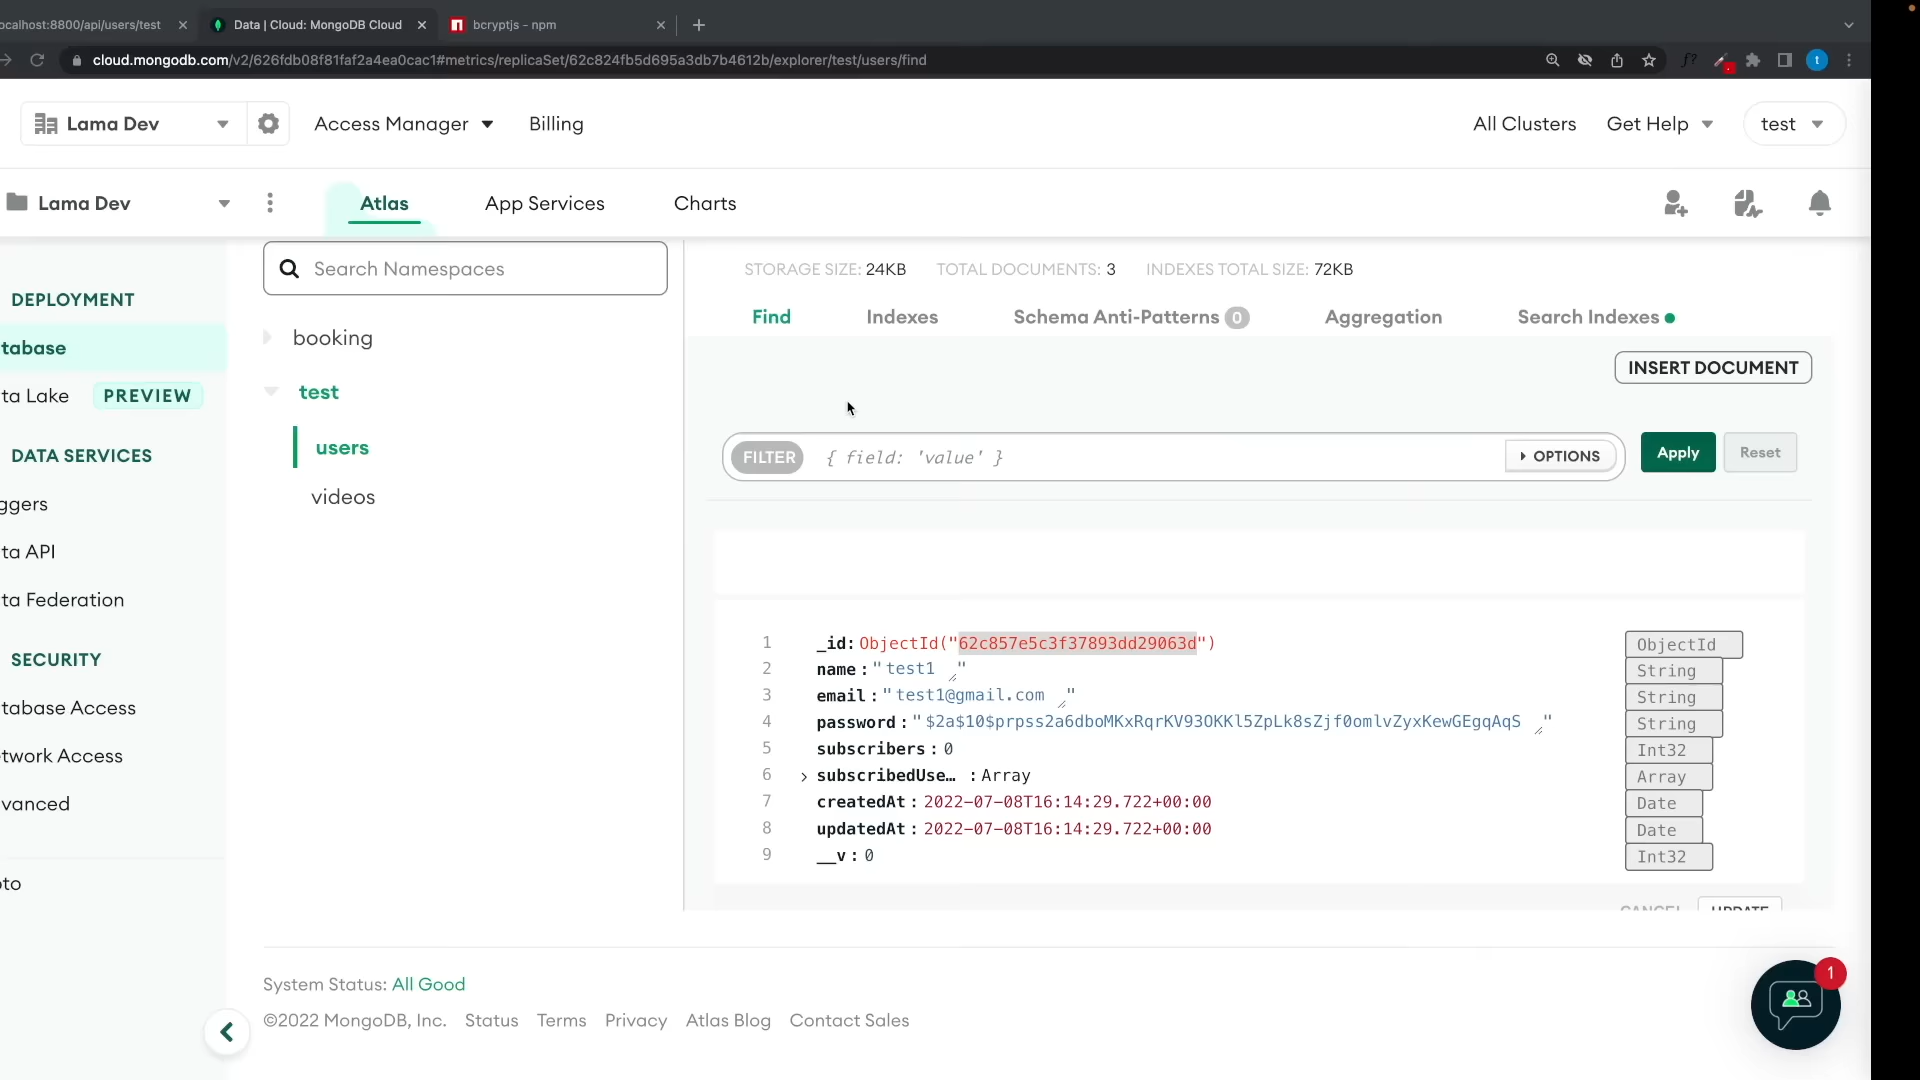 ocalhost:8800/api/users/test
Data | Cloud: MongoDB Cloud
bcryptjs - npm
cloud.mongodb.com/v2/626fdb08f81faf2a4ea0cac1#metrics/replicaSet/62c824fb5d695a3db7b4612b/explorer/test/users/find
f?
t
Lama Dev
Access Manager
Billing
All Clusters
Get Help
test
Lama Dev
Atlas
App Services
Charts
DEPLOYMENT
tabase
ta Lake
PREVIEW
DATA SERVICES
ggers
ta API
ta Federation
SECURITY
tabase Access
twork Access
vanced
oto
Search Namespaces
booking
test
users
videos
STORAGE SIZE: 24KB TOTAL DOCUMENTS: 3 INDEXES TOTAL SIZE: 72KB
Find
Indexes
Schema Anti-Patterns 0
Aggregation
Search Indexes
INSERT DOCUMENT
FILTER { field: 'value' }
OPTIONS
Apply
Reset
1 _id: ObjectId("62c857e5c3f37893dd29063d") ObjectId
2 name : "test1 " String
3 email : "test1@gmail.com " String
4 password : "$2a$10$prpss2a6dboMKxRqrKV93OKKl5ZpLk8sZjf0omlvZyxKewGEgqAqS " String
5 subscribers : 0 Int32
6 subscribedUse… : Array Array
7 createdAt : 2022-07-08T16:14:29.722+00:00 Date
8 updatedAt : 2022-07-08T16:14:29.722+00:00 Date
9 __v : 0 Int32
CANCEL
UPDATE
System Status: All Good
©2022 MongoDB, Inc. Status Terms Privacy Atlas Blog Contact Sales
1